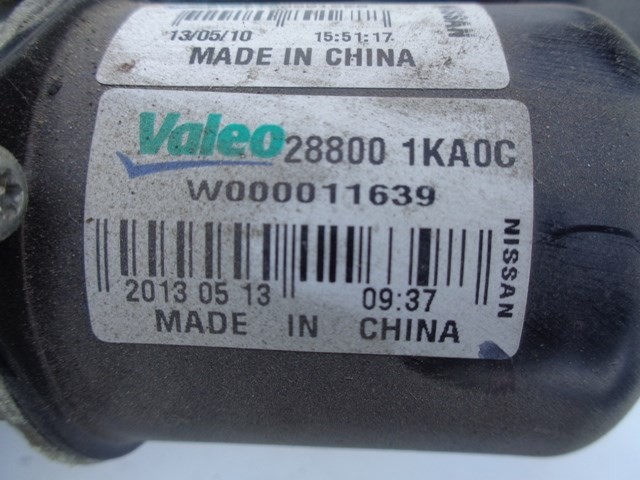 NISSAN
13/05/10 15:51:17
MADE IN CHINA
Valeo 28800 1KA0C
W000011639
NISSAN
2013 05 13 09:37
MADE IN CHINA